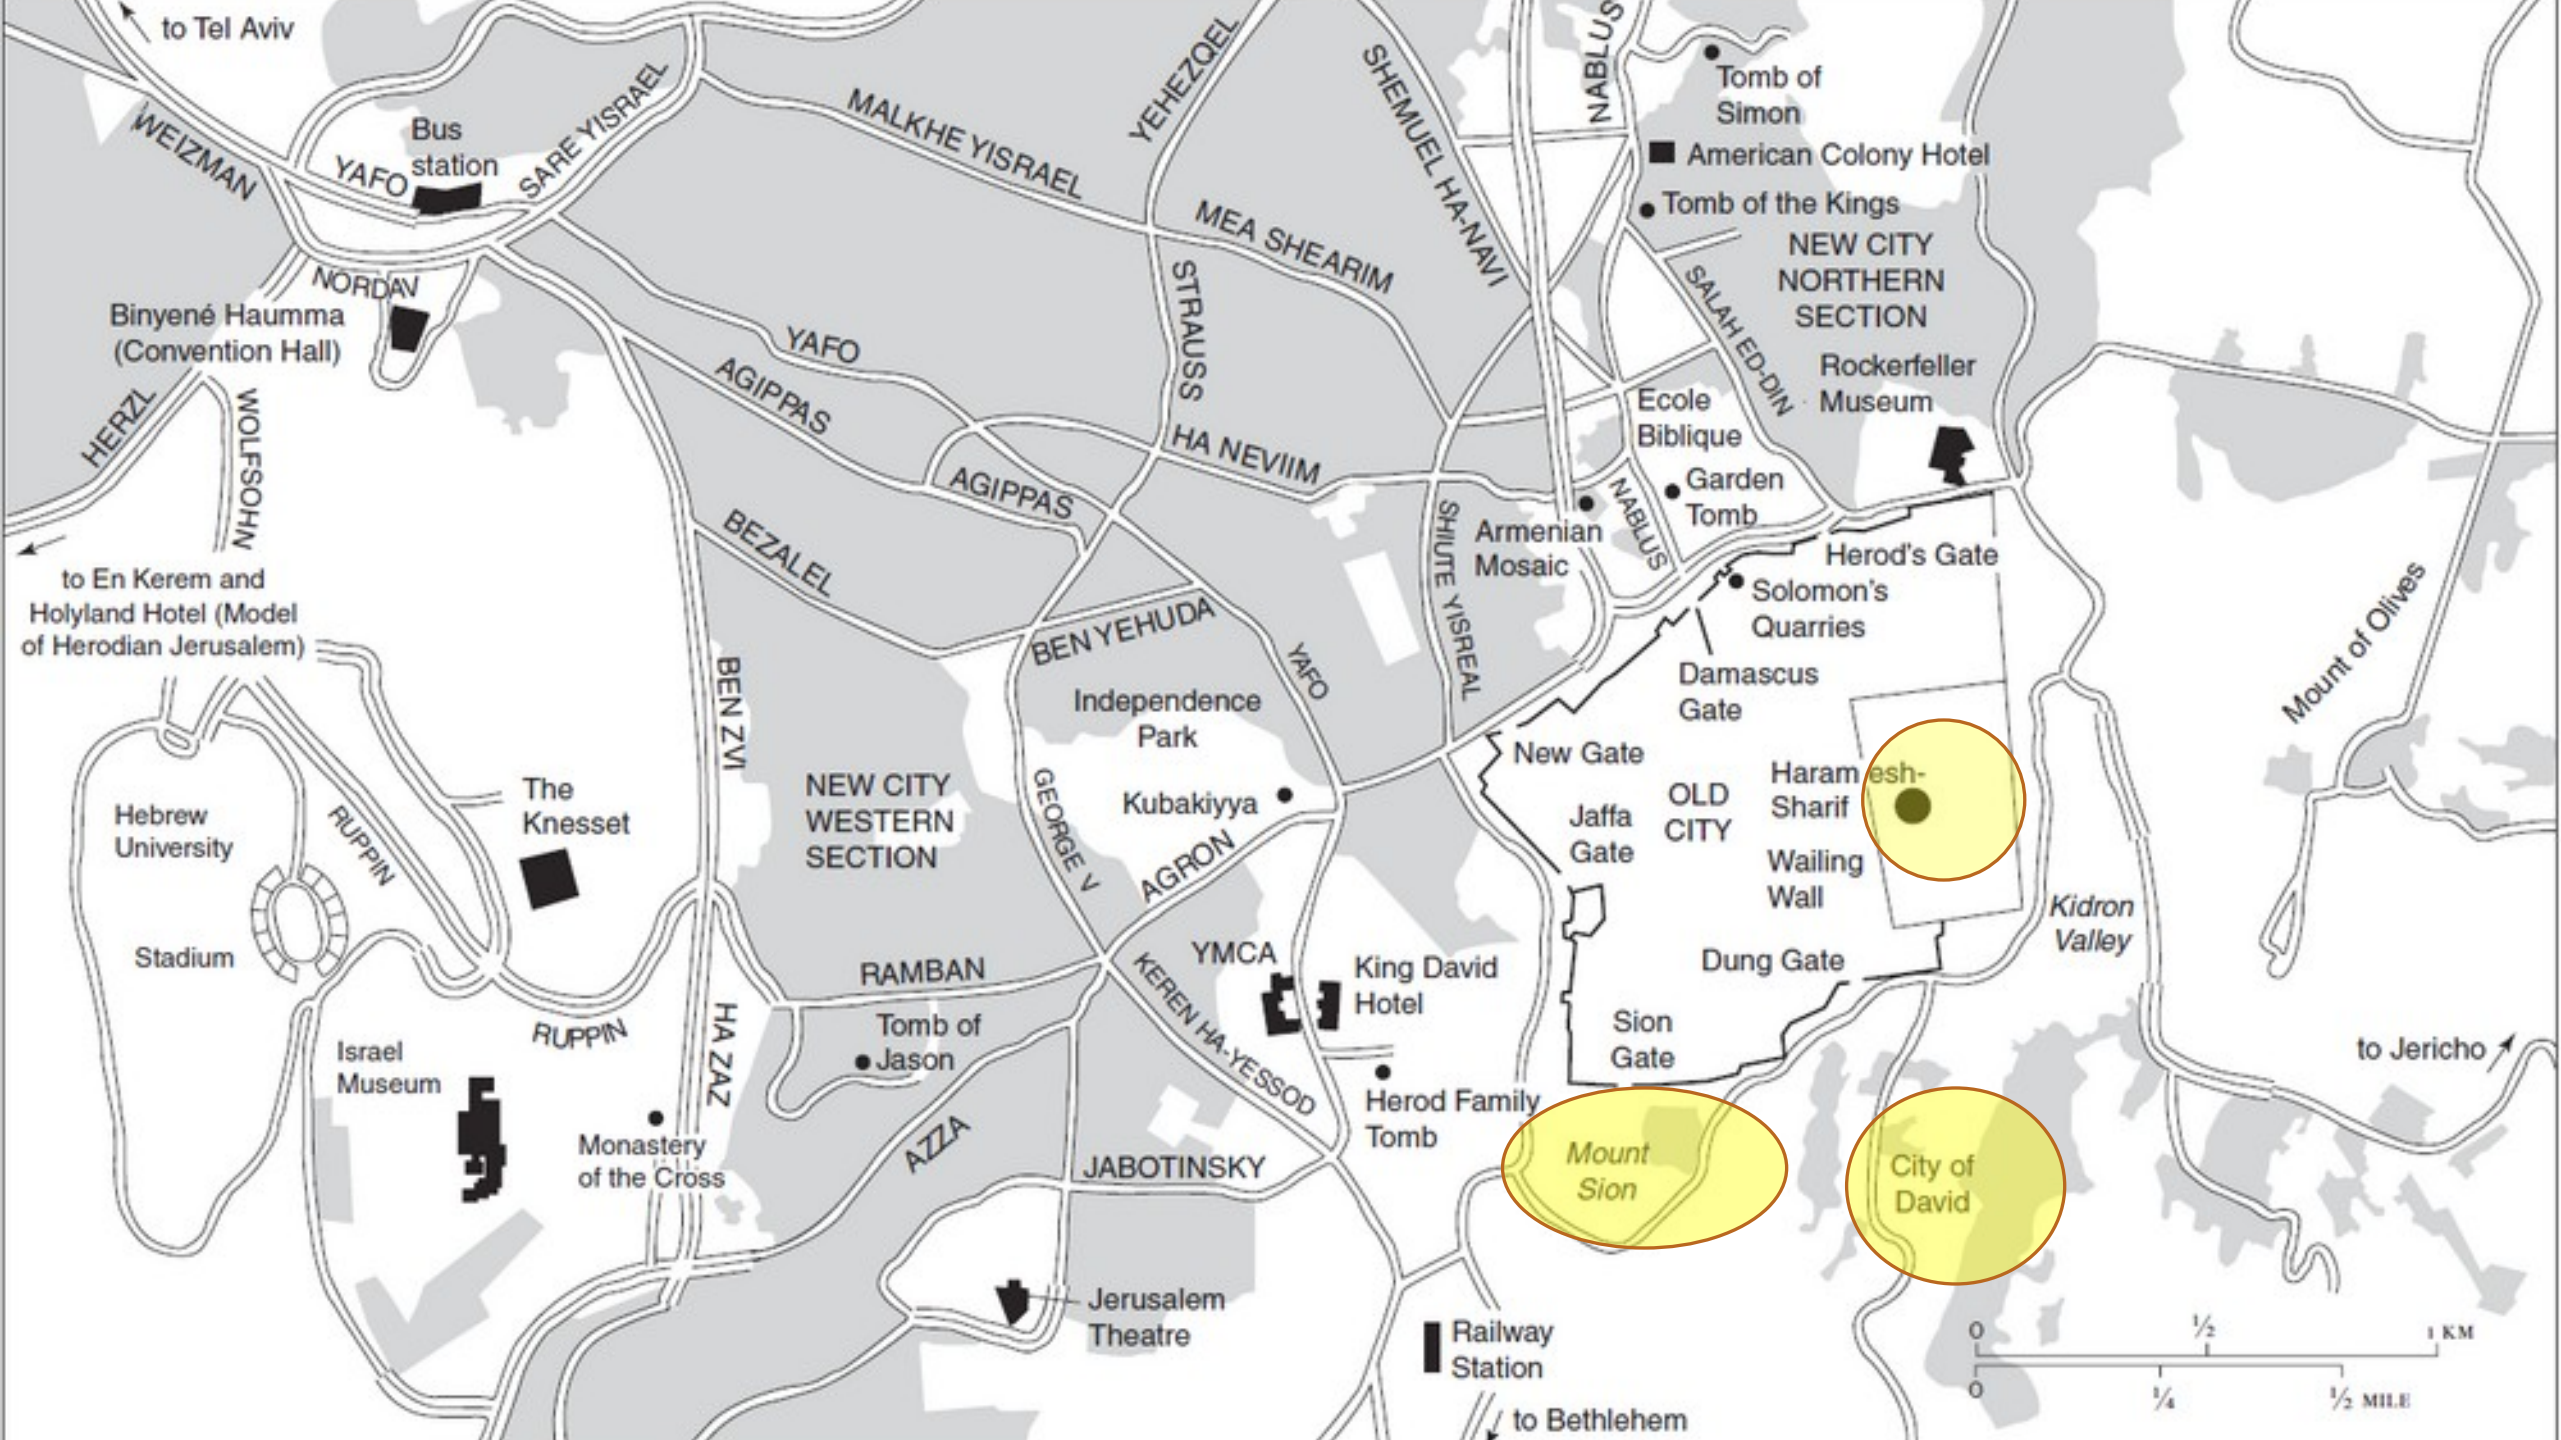 to Tel Aviv
WEIZMAN
YAFO
Bus
station
SARE YISRAEL
MALKHE YISRAEL
YEHEZQEL
SHEMUEL HA-NAVI
NABLUS
Tomb of
Simon
American Colony Hotel
Tomb of the Kings
NEW CITY
NORTHERN
SECTION
MEA SHEARIM
STRAUSS
SALAH ED-DIN
NORDAV
Binyené Haumma
(Convention Hall)
HERZL
WOLFSOHN
YAFO
AGIPPAS
HA NEVIIM
AGIPPAS
BEZALEL
Ecole
Biblique
Rockerfeller
Museum
Garden
Tomb
NABLUS
Armenian
Mosaic
SHIUTE YISREAL
Herod's Gate
Solomon's
Quarries
Damascus
Gate
Mount of Olives
to En Kerem and
Holyland Hotel (Model
of Herodian Jerusalem)
BEN YEHUDA
YAFO
BEN ZVI
Independence
Park
Kubakiyya
GEORGE V
AGRON
NEW CITY
WESTERN
SECTION
New Gate
Jaffa
Gate
OLD
CITY
Haram esh-
Sharif
Wailing
Wall
Dung Gate
Sion
Gate
Kidron
Valley
The
Knesset
RUPPIN
Hebrew
University
Stadium
RUPPIN
Israel
Museum
Monastery
of the Cross
HA ZAZ
RAMBAN
Tomb of
Jason
KEREN HA-YESSOD
YMCA
King David
Hotel
Herod Family
Tomb
AZZA
JABOTINSKY
Jerusalem
Theatre
Mount
Sion
City of
David
to Jericho
Railway
Station
to Bethlehem
0 ½ 1 KM
0 ¼ ½ MILE